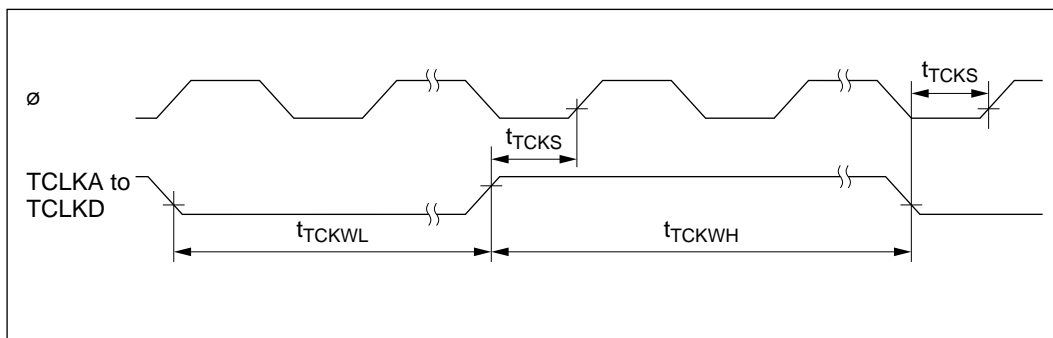 ø
tTCKS
tTCKS
TCLKA to
TCLKD
tTCKWL
tTCKWH